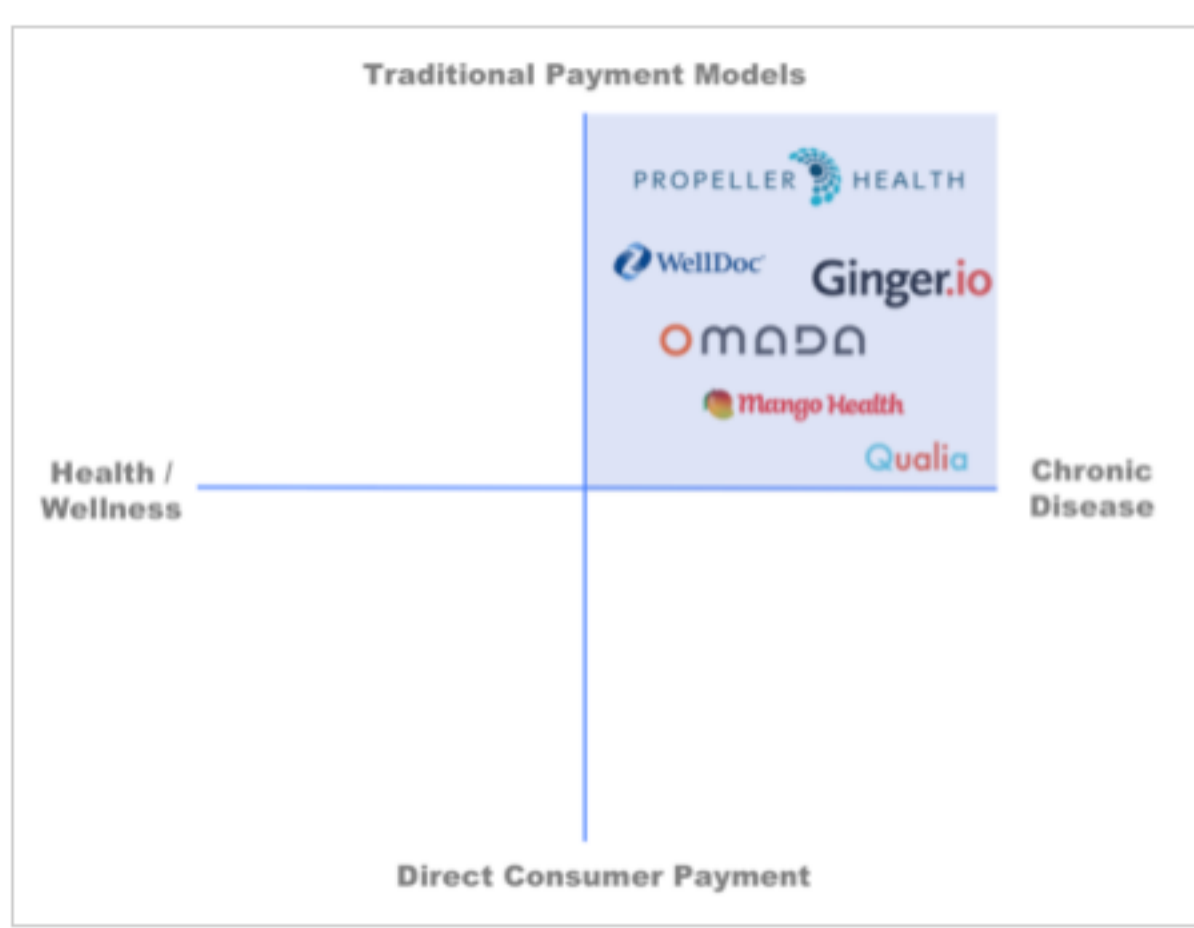 Traditional Payment Models
PROPELLER HEALTH
WellDoc
Ginger.io
omada
Mango Health
Qualia
Health /
Wellness
Chronic
Disease
Direct Consumer Payment